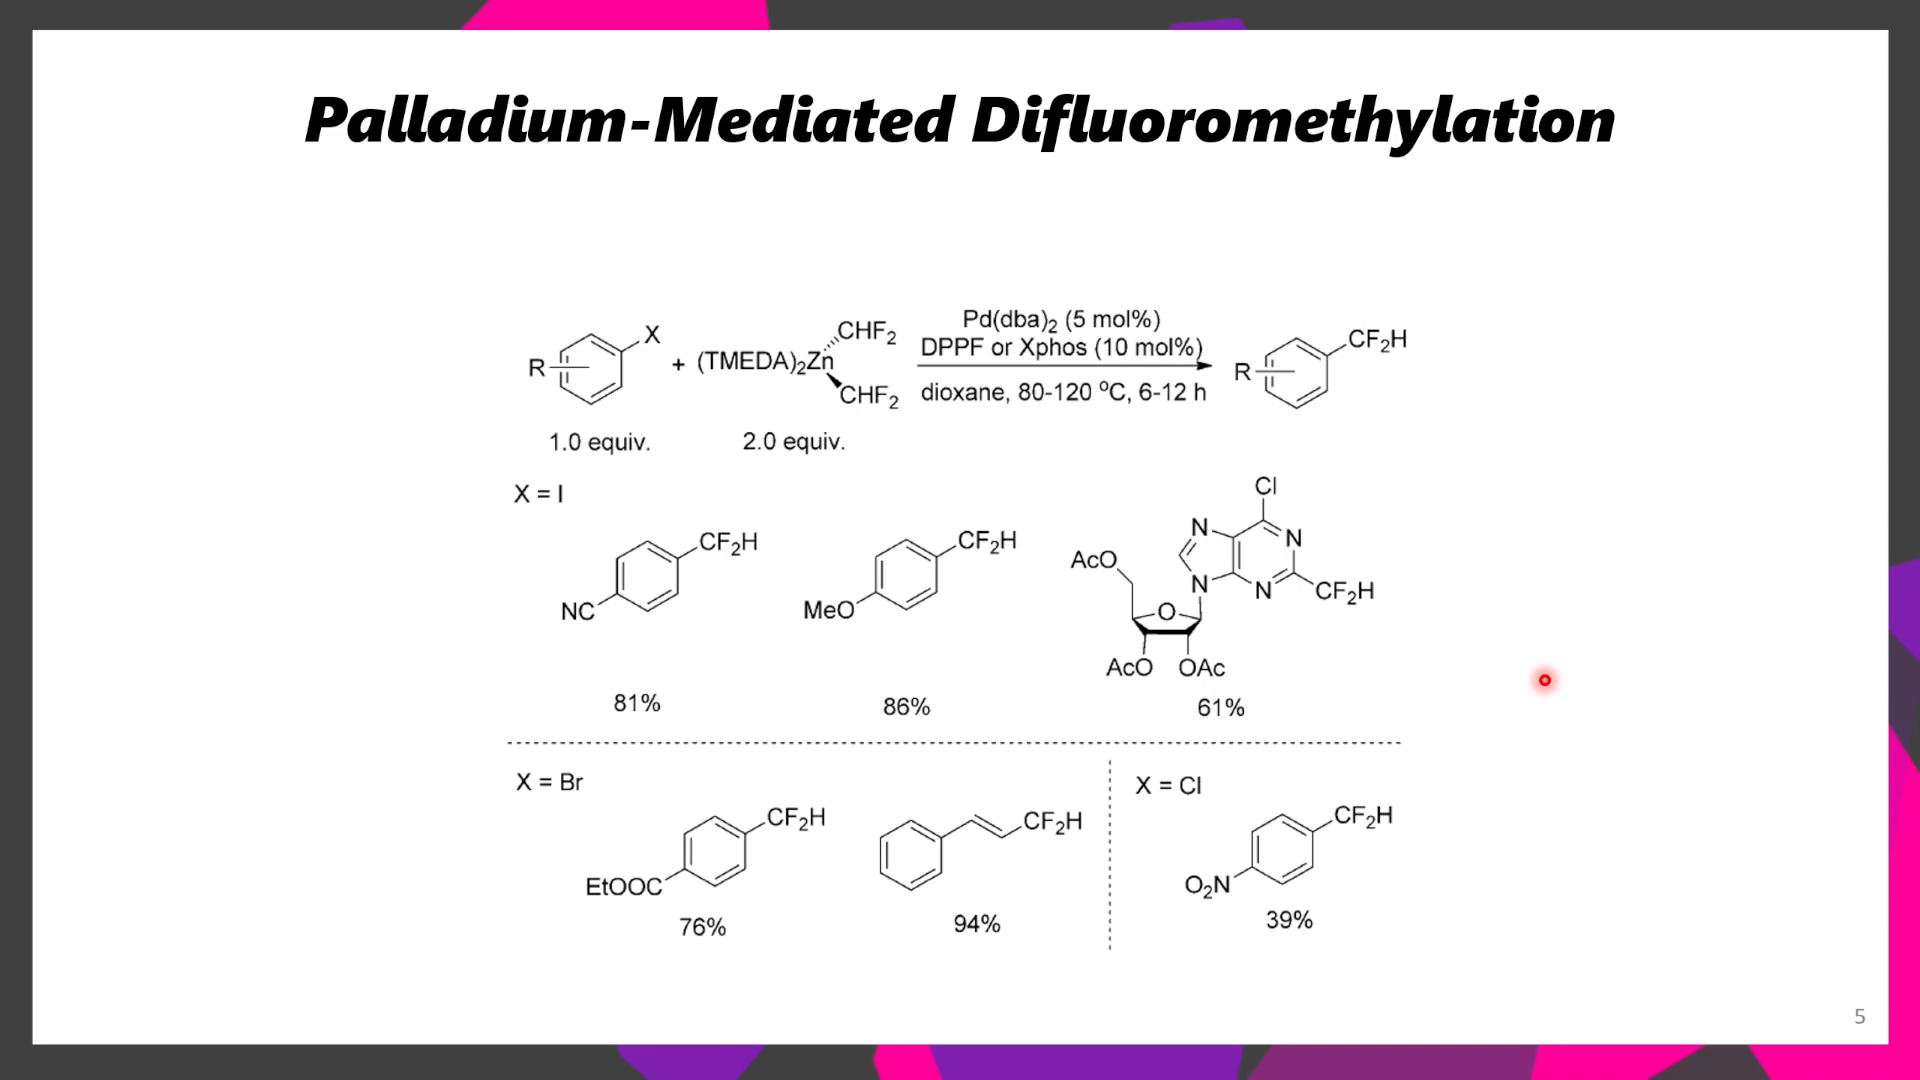 Palladium-Mediated Difluoromethylation
R X + (TMEDA)₂Zn CHF₂ CHF₂
Pd(dba)₂ (5 mol%)
DPPF or Xphos (10 mol%)
dioxane, 80-120 ºC, 6-12 h
R CF₂H
1.0 equiv. 2.0 equiv.
X = I
NC CF₂H
81%
MeO CF₂H
86%
Cl
N N
N N
AcO
O
CF₂H
AcO OAc
61%
X = Br
EtOOC CF₂H
76%
CF₂H
94%
X = Cl
O₂N CF₂H
39%
5